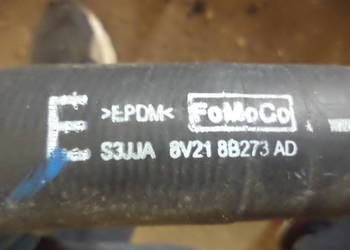 E >EPDM< FoMoCo
S3JJA 8V21 8B273 AD